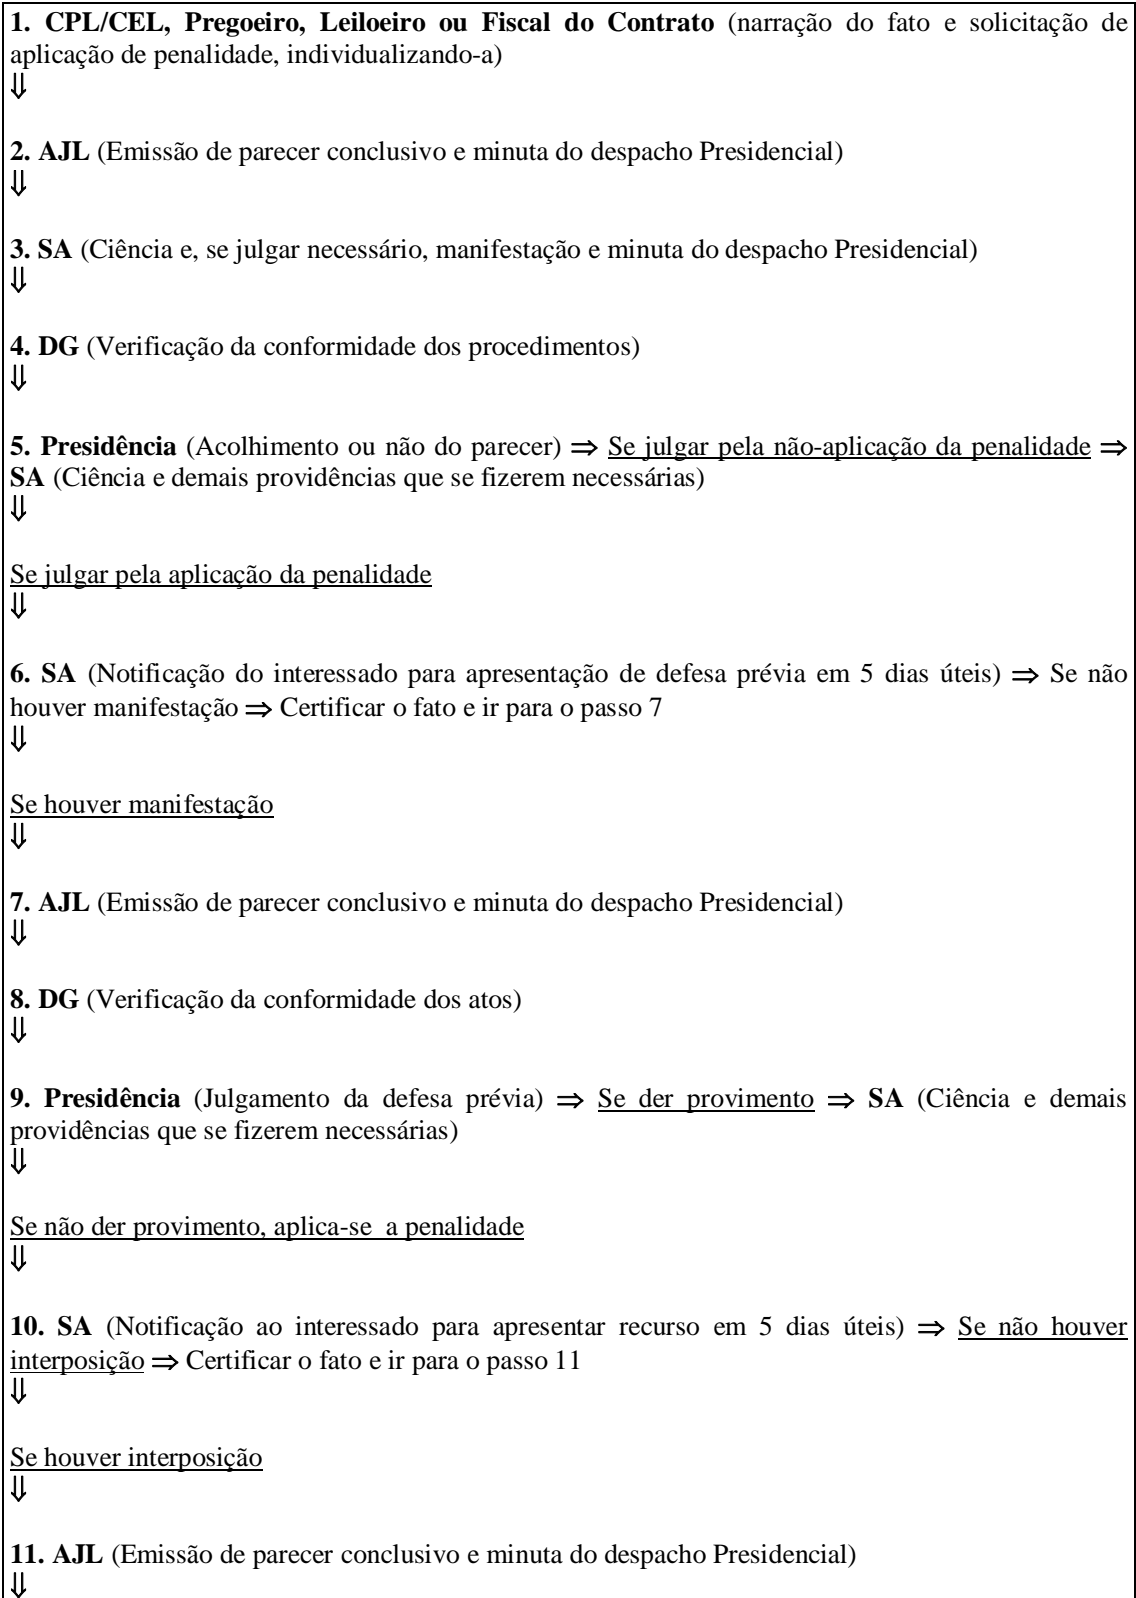 1. CPL/CEL, Pregoeiro, Leiloeiro ou Fiscal do Contrato (narração do fato e solicitação de
aplicação de penalidade, individualizando-a)
⇓
2. AJL (Emissão de parecer conclusivo e minuta do despacho Presidencial)
⇓
3. SA (Ciência e, se julgar necessário, manifestação e minuta do despacho Presidencial)
⇓
4. DG (Verificação da conformidade dos procedimentos)
⇓
5. Presidência (Acolhimento ou não do parecer) ⇒ Se julgar pela não-aplicação da penalidade ⇒
SA (Ciência e demais providências que se fizerem necessárias)
⇓
Se julgar pela aplicação da penalidade
⇓
6. SA (Notificação do interessado para apresentação de defesa prévia em 5 dias úteis) ⇒ Se não
houver manifestação ⇒ Certificar o fato e ir para o passo 7
⇓
Se houver manifestação
⇓
7. AJL (Emissão de parecer conclusivo e minuta do despacho Presidencial)
⇓
8. DG (Verificação da conformidade dos atos)
⇓
9. Presidência (Julgamento da defesa prévia) ⇒ Se der provimento ⇒ SA (Ciência e demais
providências que se fizerem necessárias)
⇓
Se não der provimento, aplica-se a penalidade
⇓
10. SA (Notificação ao interessado para apresentar recurso em 5 dias úteis) ⇒ Se não houver
interposição ⇒ Certificar o fato e ir para o passo 11
⇓
Se houver interposição
⇓
11. AJL (Emissão de parecer conclusivo e minuta do despacho Presidencial)
⇓